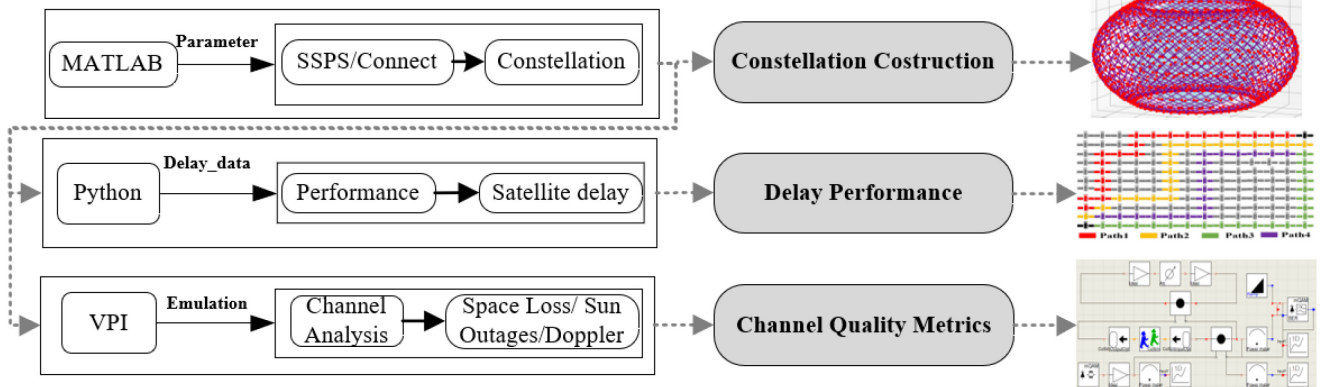 MATLAB
Parameter
SSPS/Connect
Constellation
Constellation Costruction
Python
Delay_data
Performance
Satellite delay
Delay Performance
Path1 Path2 Path3 Path4
VPI
Emulation
Channel
Analysis
Space Loss/ Sun
Outages/Doppler
Channel Quality Metrics